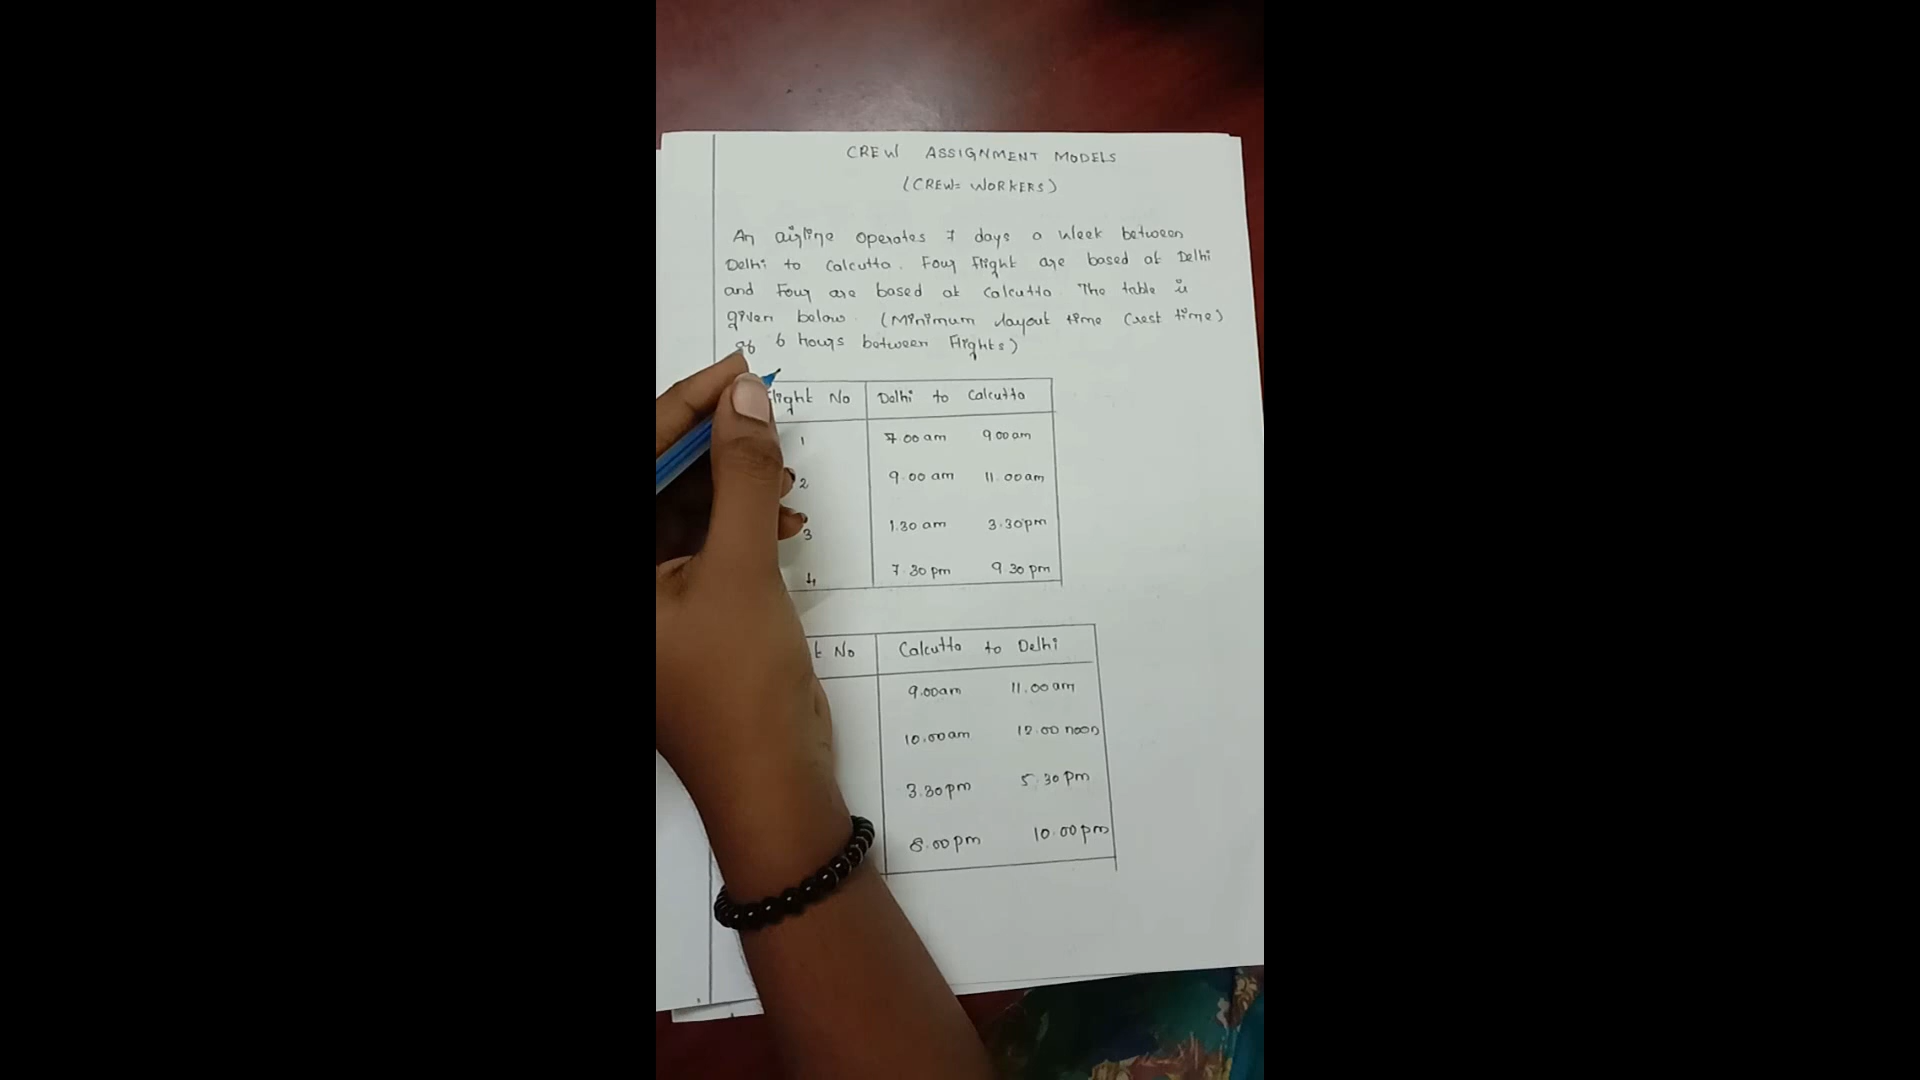 CREW ASSIGNMENT MODELS
(CREW= WORKERS)
An airline operates 7 days a week between
Delhi to Calcutta. Four flight are based at Delhi
and Four are based at Calcutta. The table is
given below. (Minimum layout time (rest time)
of 6 hours between Flights)
Flight No Delhi to Calcutta
1 7.00 am 9.00 am
2 9.00 am 11.00 am
3 1.30 am 3.30 pm
4 7.30 pm 9.30 pm
No Calcutta to Delhi
9.00am 11.00 am
10.00am 12.00 noon
3.30pm 5.30 pm
8.00pm 10.00pm